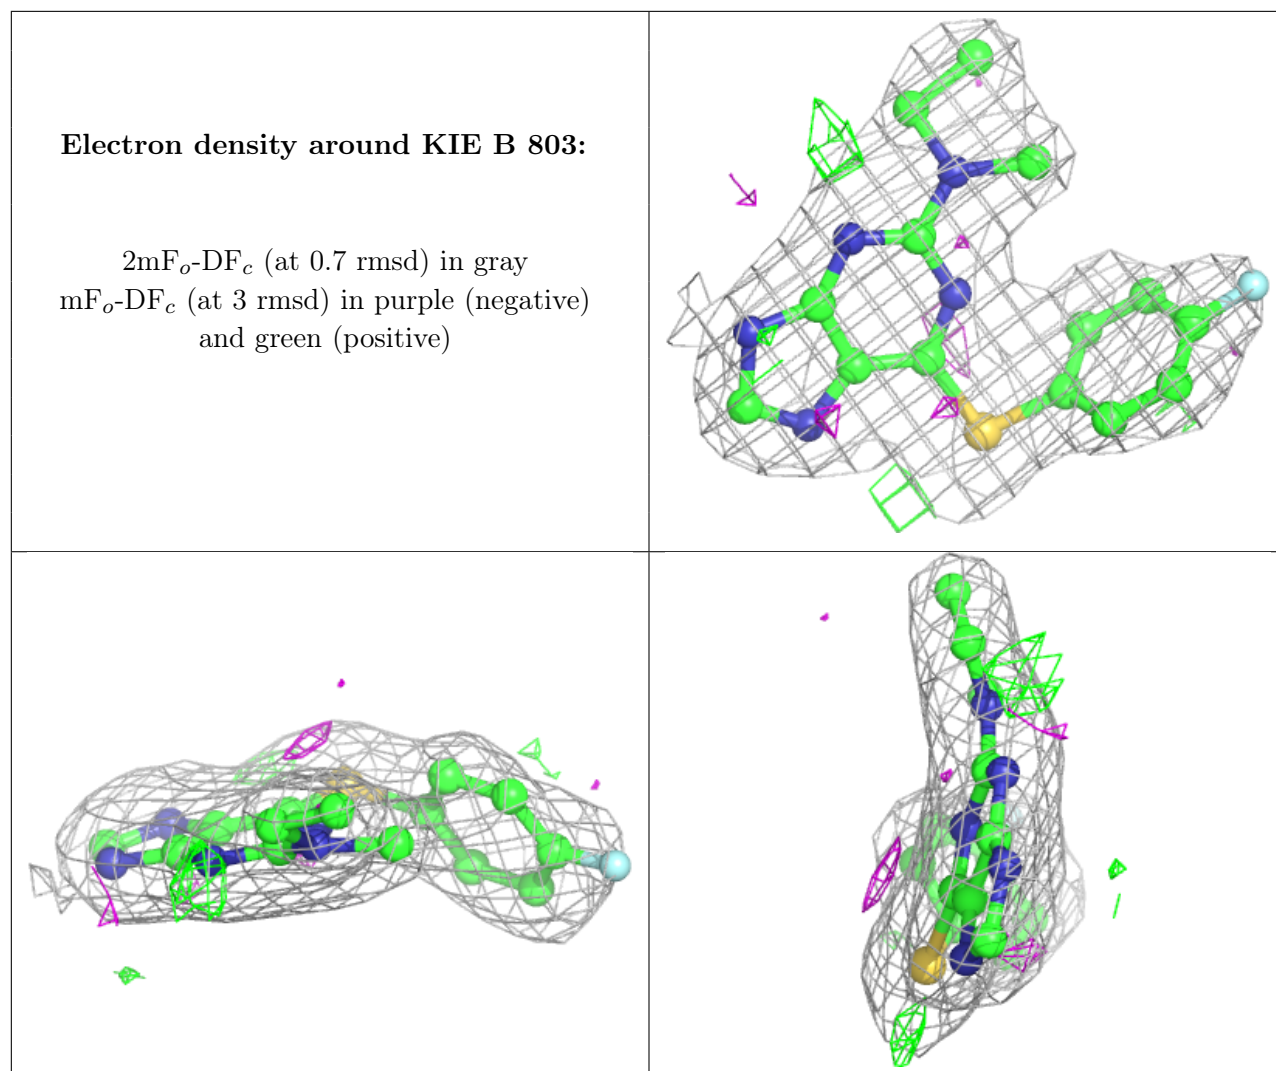 Electron density around KIE B 803:
2mFo-DFc (at 0.7 rmsd) in gray
mFo-DFc (at 3 rmsd) in purple (negative)
and green (positive)